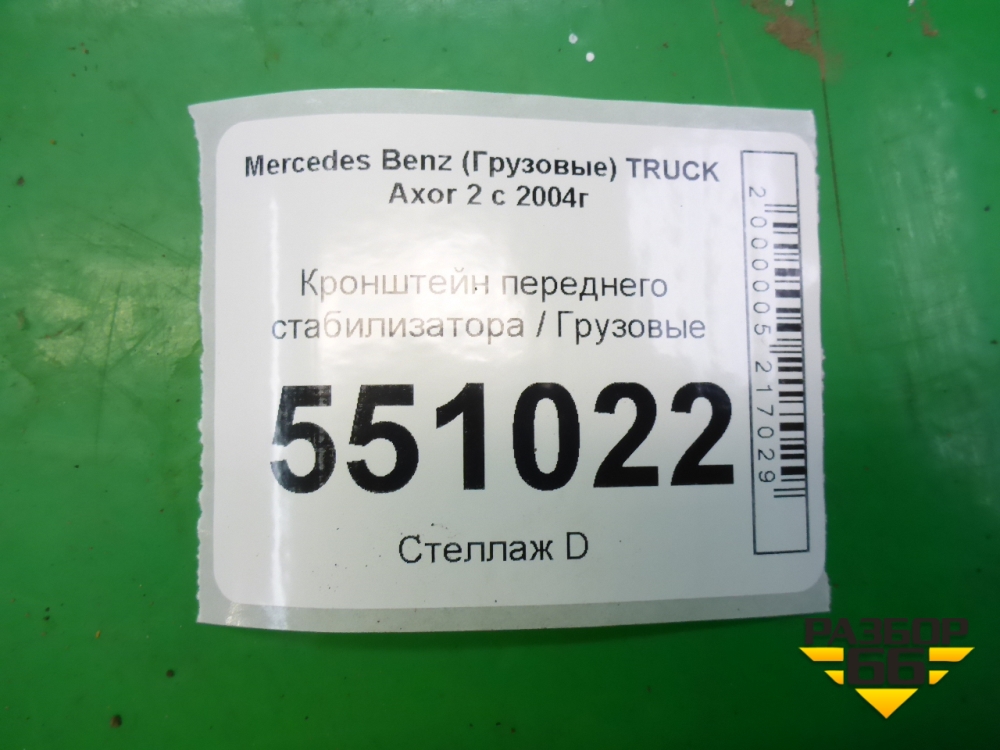 Mercedes Benz (Грузовые) TRUCK
Axor 2 с 2004г
Кронштейн переднего
стабилизатора / Грузовые
551022
Стеллаж D
2000005217029
РАЗБОР
66